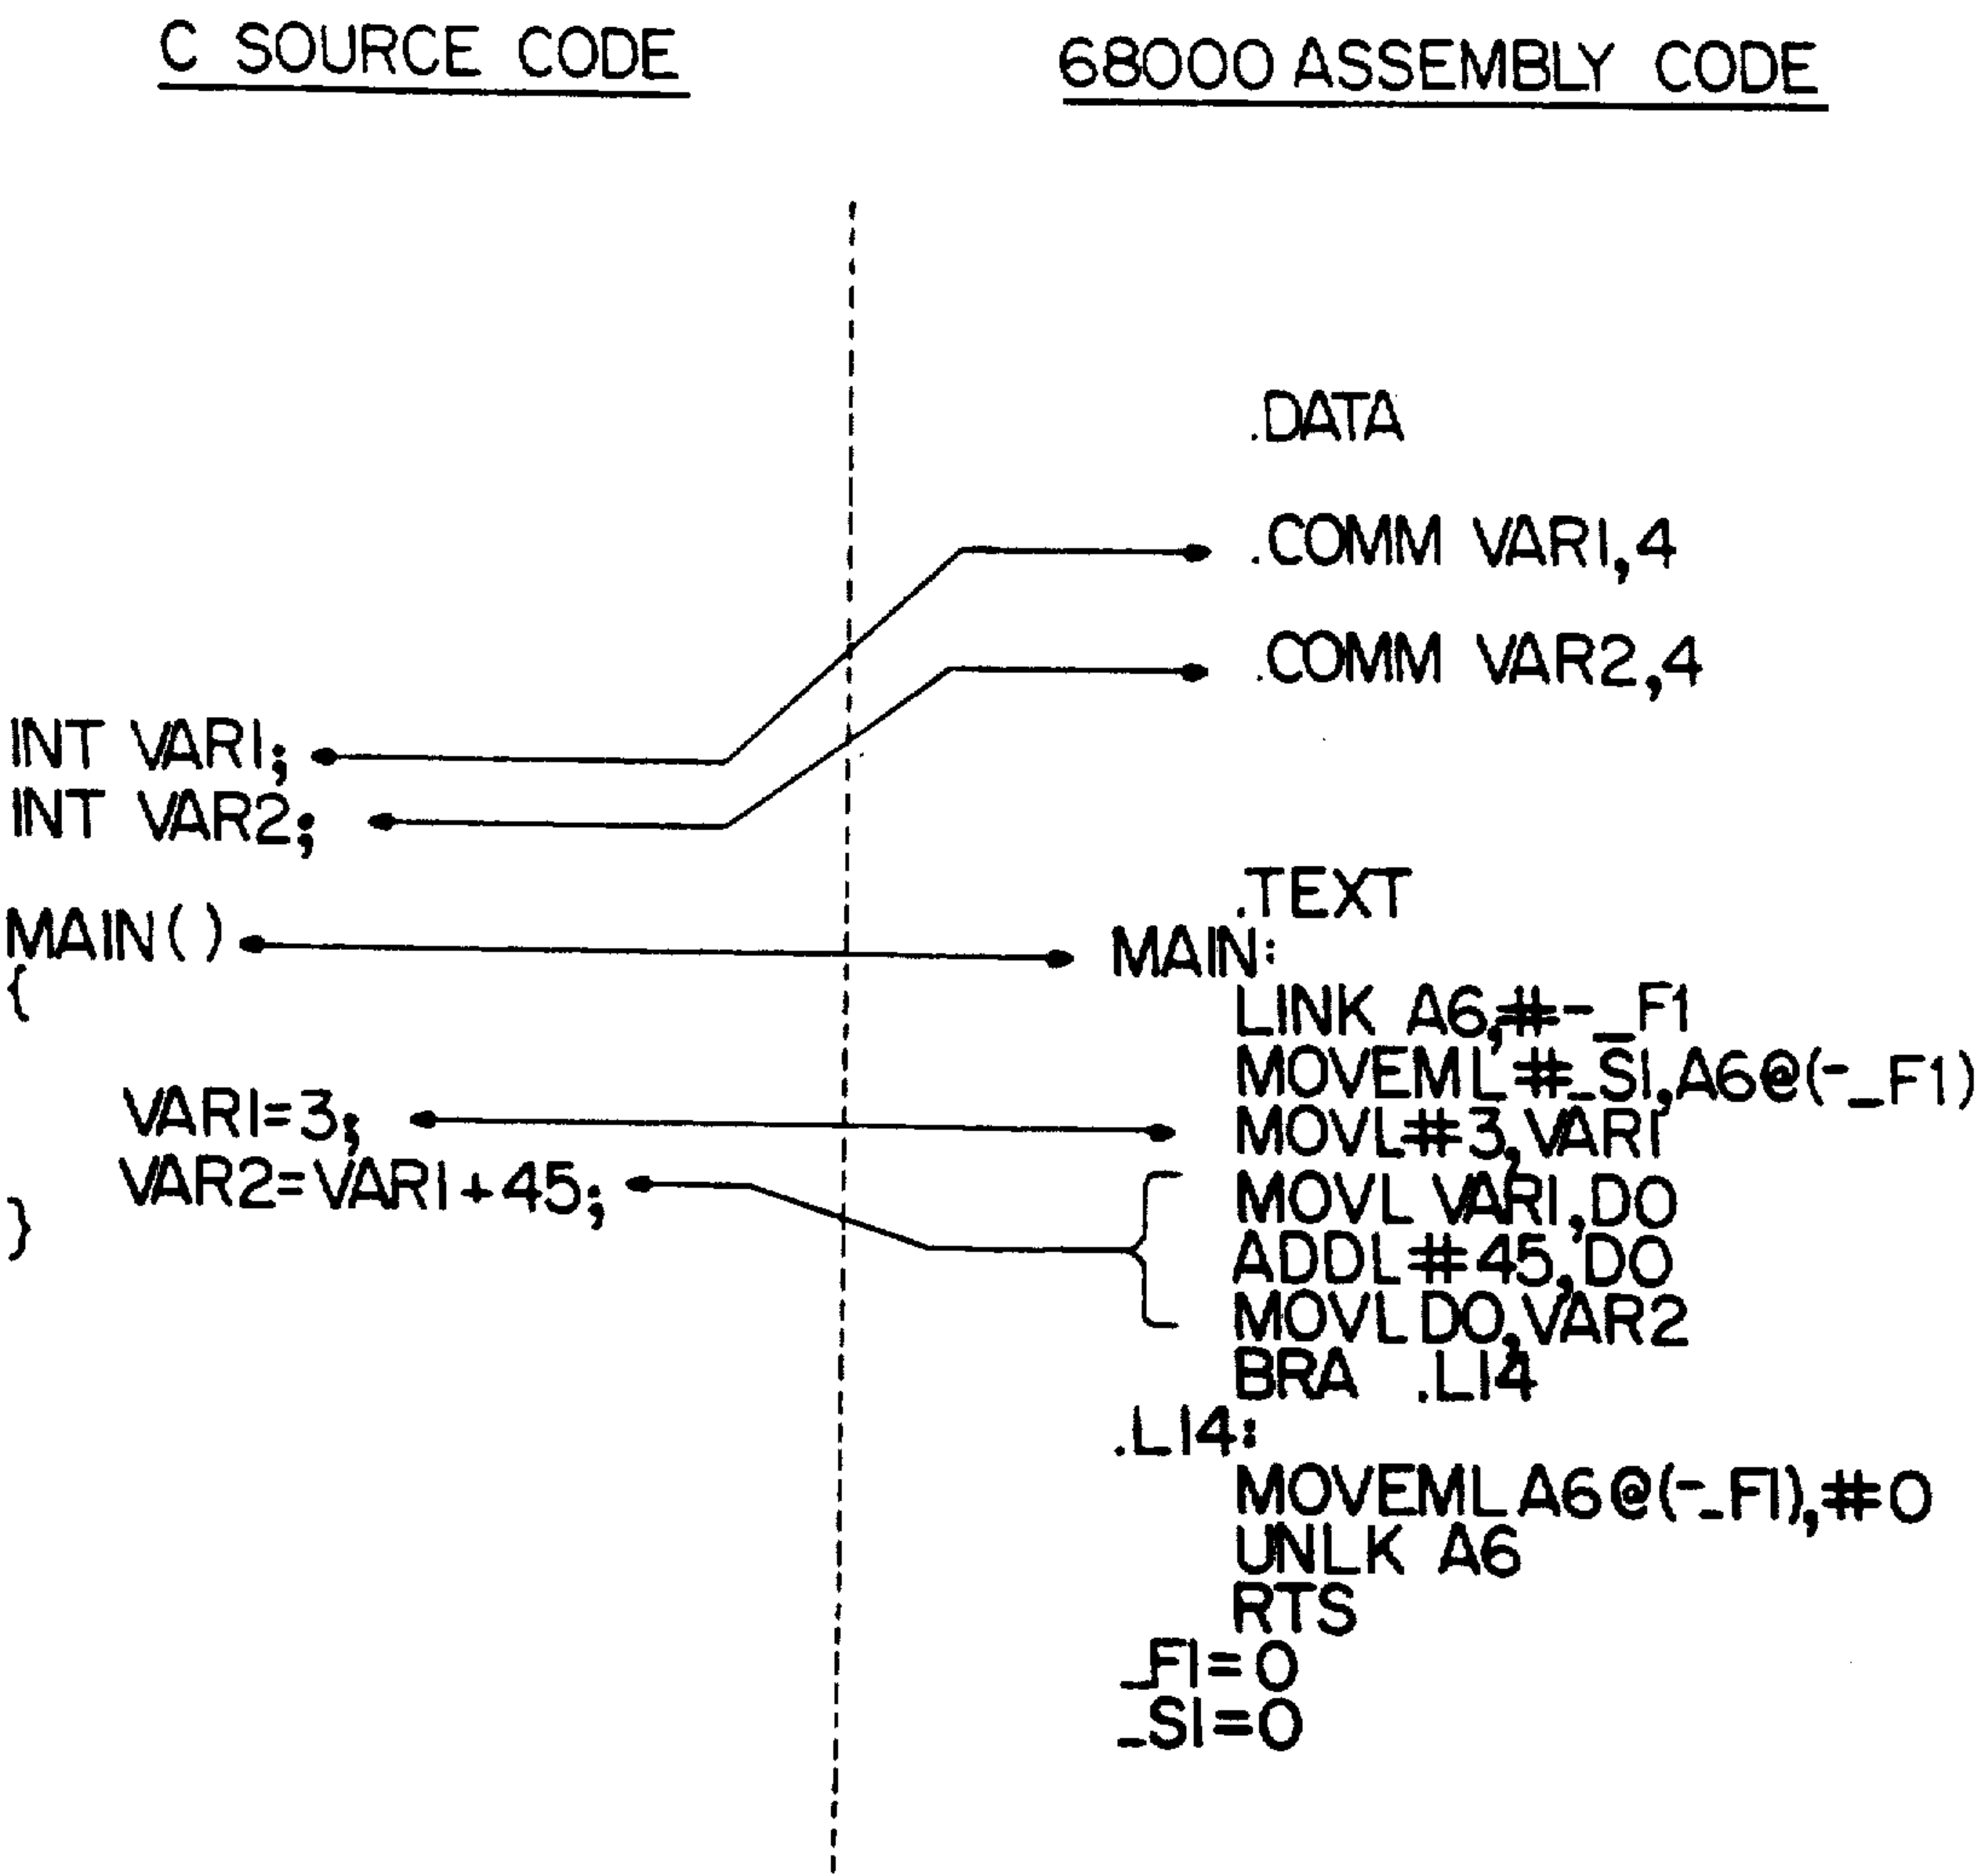 C SOURCE CODE
68000 ASSEMBLY CODE
INT VAR1;
INT VAR2;
MAIN()
{
VAR1=3;
VAR2=VAR1+45;
}
.DATA
.COMM VAR1,4
.COMM VAR2,4
.TEXT
MAIN:
LINK A6,#-_F1
MOVEML #_S1,A6@(-_F1)
MOVL#3,VAR1
MOVL VAR1,D0
ADDL#45,D0
MOVL D0,VAR2
BRA .L14
.L14:
MOVEML A6@(-_F1),#0
UNLK A6
RTS
_F1=0
_S1=0